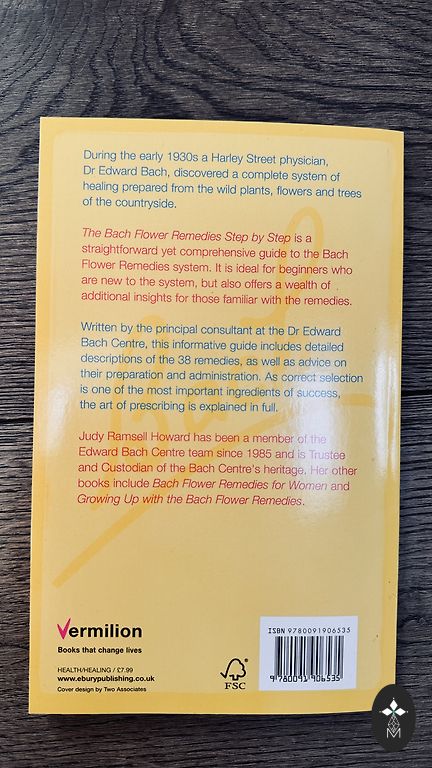 During the early 1930s a Harley Street physician,
Dr Edward Bach, discovered a complete system of
healing prepared from the wild plants, flowers and trees
of the countryside.
The Bach Flower Remedies Step by Step is a
straightforward yet comprehensive guide to the Bach
Flower Remedies system. It is ideal for beginners who
are new to the system, but also offers a wealth of
additional insights for those familiar with the remedies.
Written by the principal consultant at the Dr Edward
Bach Centre, this informative guide includes detailed
descriptions of the 38 remedies, as well as advice on
their preparation and administration. As correct selection
is one of the most important ingredients of success,
the art of prescribing is explained in full.
Judy Ramsell Howard has been a member of the
Edward Bach Centre team since 1985 and is Trustee
and Custodian of the Bach Centre's heritage. Her other
books include Bach Flower Remedies for Women and
Growing Up with the Bach Flower Remedies.
Vermilion
Books that change lives
HEALTH/HEALING / £7.99
www.eburypublishing.co.uk
Cover design by Two Associates
FSC
ISBN 9780091906535
9 780091 906535